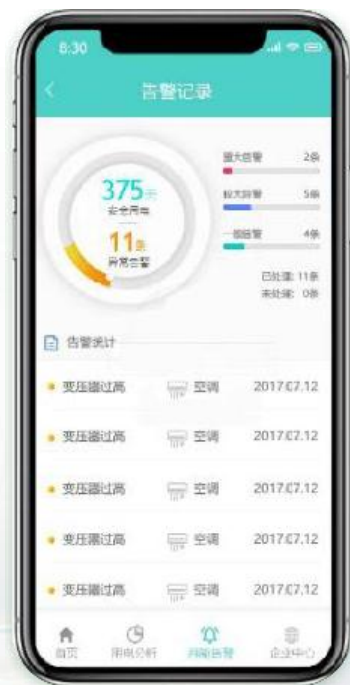 8:30
告警记录
375天
安全用电
11条
异常告警
重大告警 2条
较大告警 5条
一般告警 4条
已处理: 11条
未处理: 0条
告警统计
变压器过高 空调 2017.07.12
变压器过高 空调 2017.07.12
变压器过高 空调 2017.07.12
变压器过高 空调 2017.07.12
变压器过高 空调 2017.07.12
首页 用电分析 用能告警 企业中心